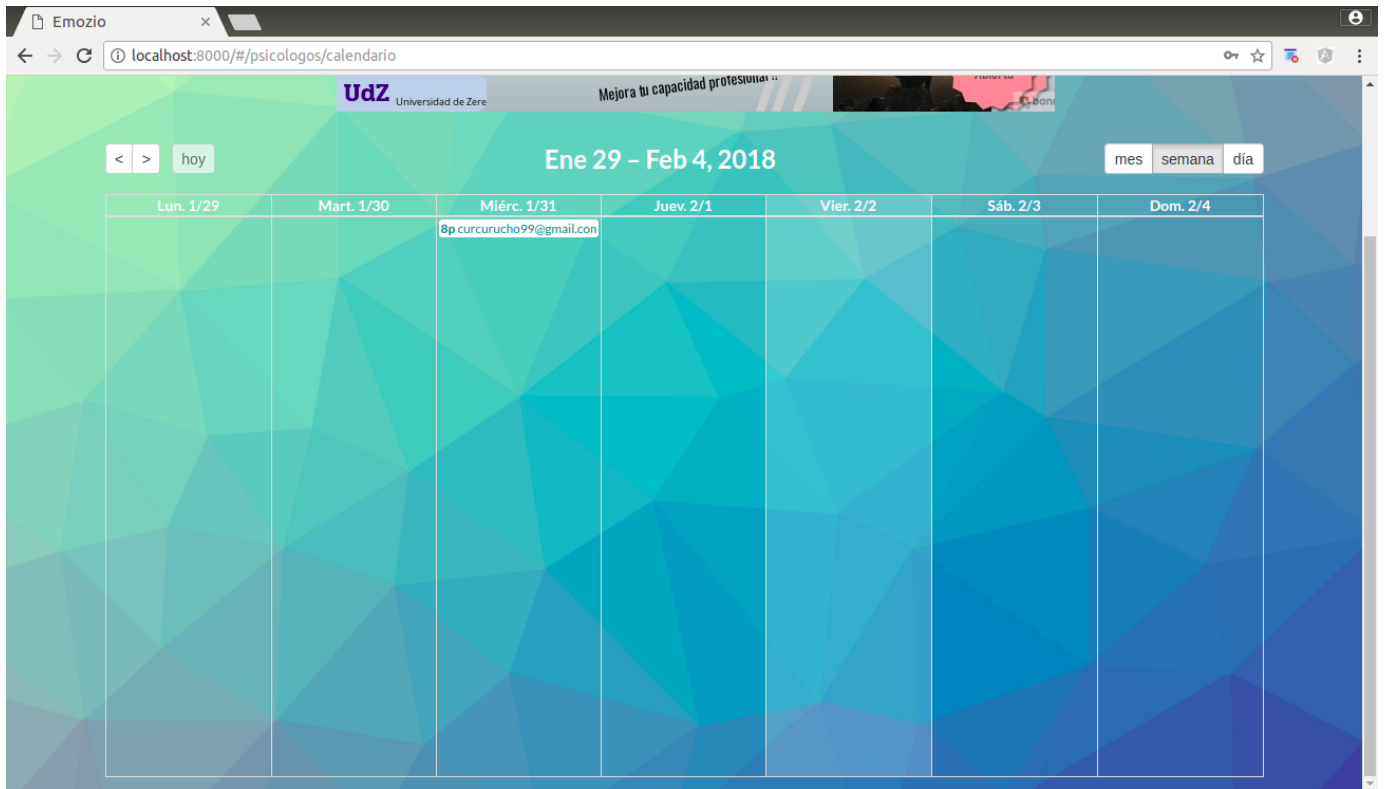 Emozio
localhost:8000/#/psicologos/calendario
UdZ Universidad de Zere
Mejora tu capacidad profesional !!
< > hoy
Ene 29 – Feb 4, 2018
mes semana día
Lun. 1/29 Mart. 1/30 Miérc. 1/31 Juev. 2/1 Vier. 2/2 Sáb. 2/3 Dom. 2/4
8p curcurucho99@gmail.con